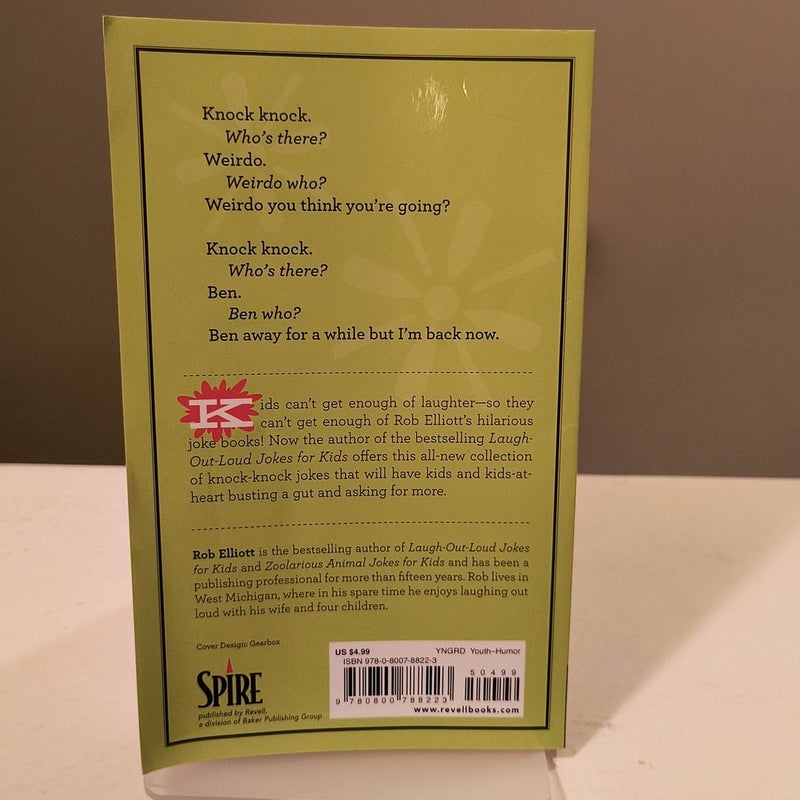 Knock knock.
Who's there?
Weirdo.
Weirdo who?
Weirdo you think you're going?
Knock knock.
Who's there?
Ben.
Ben who?
Ben away for a while but I'm back now.
Kids can't get enough of laughter—so they
can't get enough of Rob Elliott's hilarious
joke books! Now the author of the bestselling Laugh-
Out-Loud Jokes for Kids offers this all-new collection
of knock-knock jokes that will have kids and kids-at-
heart busting a gut and asking for more.
Rob Elliott is the bestselling author of Laugh-Out-Loud Jokes
for Kids and Zoolarious Animal Jokes for Kids and has been a
publishing professional for more than fifteen years. Rob lives in
West Michigan, where in his spare time he enjoys laughing out
loud with his wife and four children.
Cover Design: Gearbox
SPIRE
published by Revell,
a division of Baker Publishing Group
US $4.99 YNGRD Youth–Humor
ISBN 978-0-8007-8822-3
50499
9 780800 788223
www.revellbooks.com